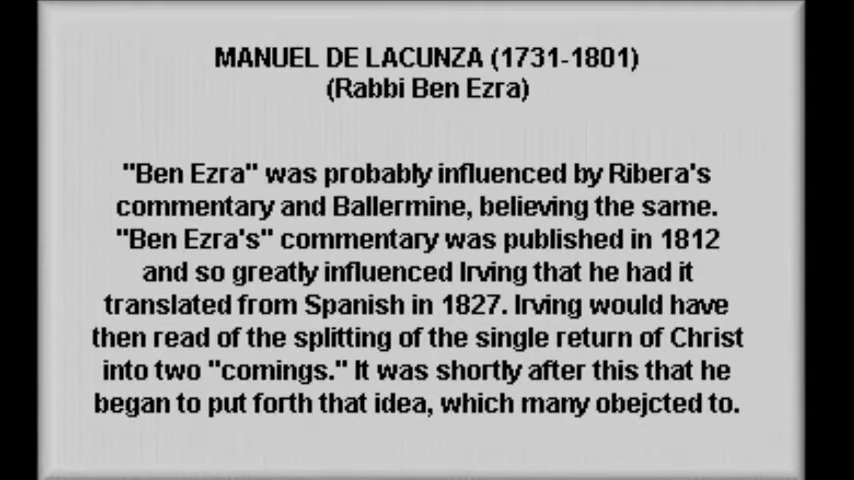 MANUEL DE LACUNZA (1731-1801)
(Rabbi Ben Ezra)
"Ben Ezra" was probably influenced by Ribera's
commentary and Ballermine, believing the same.
"Ben Ezra's" commentary was published in 1812
and so greatly influenced Irving that he had it
translated from Spanish in 1827. Irving would have
then read of the splitting of the single return of Christ
into two "comings." It was shortly after this that he
began to put forth that idea, which many obejcted to.